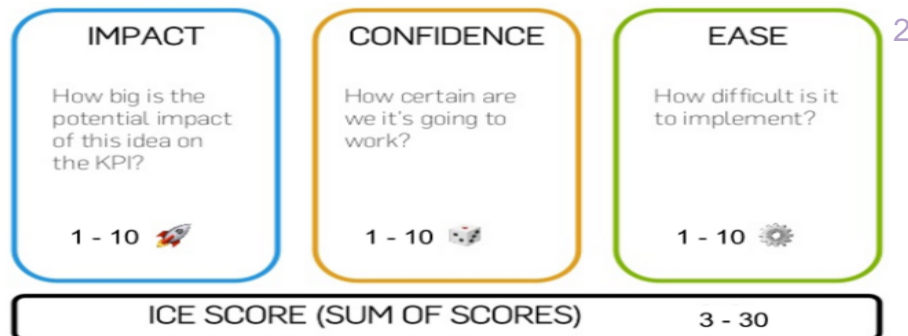 IMPACT
How big is the
potential impact
of this idea on
the KPI?
1 - 10
CONFIDENCE
How certain are
we it's going to
work?
1 - 10
EASE
How difficult is it
to implement?
1 - 10
2
ICE SCORE (SUM OF SCORES) 3 - 30